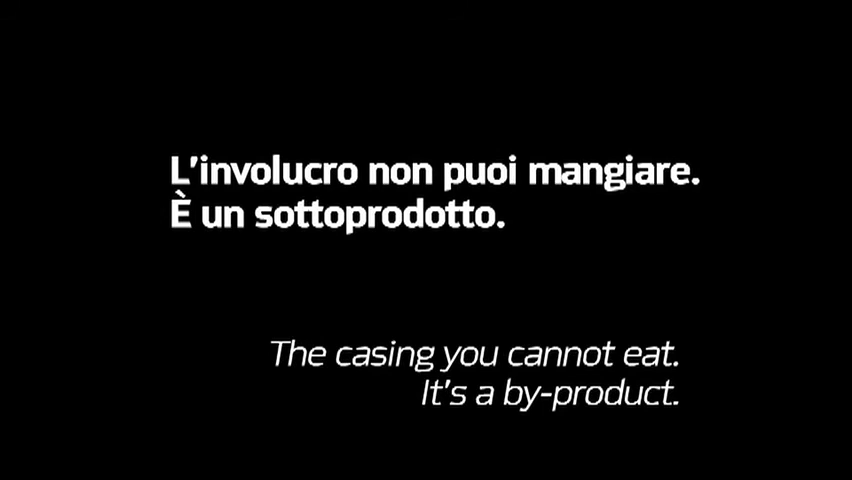 L'involucro non puoi mangiare.
È un sottoprodotto.
The casing you cannot eat.
It's a by-product.